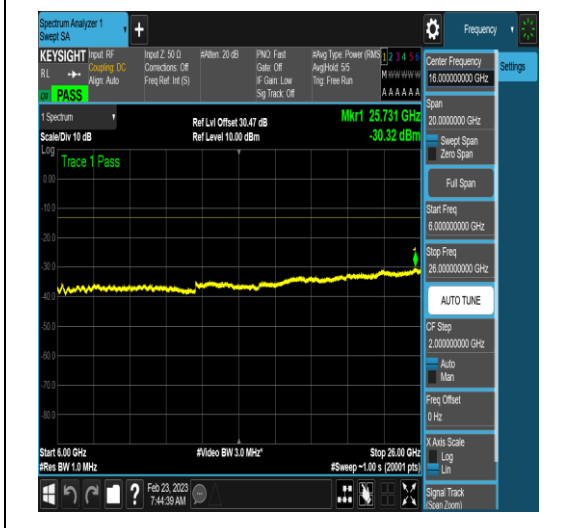 Spectrum Analyzer 1
Swept SA
+
Frequency
KEYSIGHT
RL
PASS
Input: RF
Coupling: DC
Align: Auto
Input Z: 50 Ω
Corrections: Off
Freq Ref: Int (S)
#Atten: 20 dB
PNO: Fast
Gate: Off
IF Gain: Low
Sig Track: Off
#Avg Type: Power (RMS
Avg|Hold: 5/5
Trig: Free Run
1 2 3 4 5 6
M W W W W W
A A A A A A
Settings
1 Spectrum
Scale/Div 10 dB
Log
Ref Lvl Offset 30.47 dB
Ref Level 10.00 dBm
Mkr1 25.731 GHz
-30.32 dBm
Trace 1 Pass
0.00
-10.0
-20.0
-30.0
-40.0
-50.0
-60.0
-70.0
-80.0
1
Start 6.00 GHz
#Res BW 1.0 MHz
#Video BW 3.0 MHz*
Stop 26.00 GHz
#Sweep ~1.00 s (20001 pts)
Center Frequency
16.000000000 GHz
Span
20.0000000 GHz
Swept Span
Zero Span
Full Span
Start Freq
6.000000000 GHz
Stop Freq
26.000000000 GHz
AUTO TUNE
CF Step
2.000000000 GHz
Auto
Man
Freq Offset
0 Hz
X Axis Scale
Log
Lin
Signal Track
(Span Zoom)
?
Feb 23, 2023
7:44:39 AM